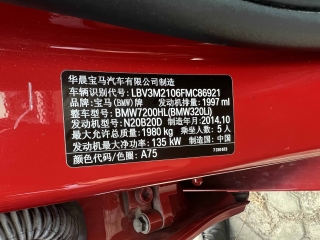 华晨宝马汽车有限公司制造
车辆识别代号: LBV3M2106FMC86921
品牌: 宝马(BMW)牌 发动机排量: 1997 ml
整车型号: BMW7200HL(BMW320Li)
发动机型号: N20B20D 制造年月: 2014.10
最大允许总质量: 1980 kg 乘坐人数: 5 人
发动机最大净功率: 135 kW 制造国: 中国
颜色代码/色圈: A75